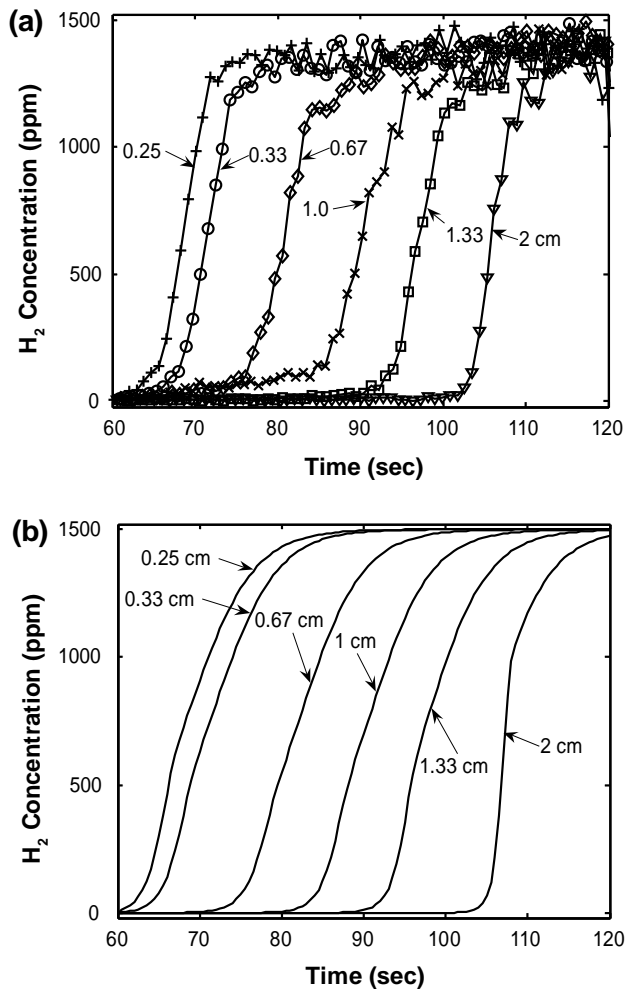 (a)
1500
1000
500
0
H2 Concentration (ppm)
0.25
0.33
0.67
1.0
1.33
2 cm
60 70 80 90 100 110 120
Time (sec)
(b)
1500
1000
500
0
H2 Concentration (ppm)
0.25 cm
0.33 cm
0.67 cm
1 cm
1.33 cm
2 cm
60 70 80 90 100 110 120
Time (sec)